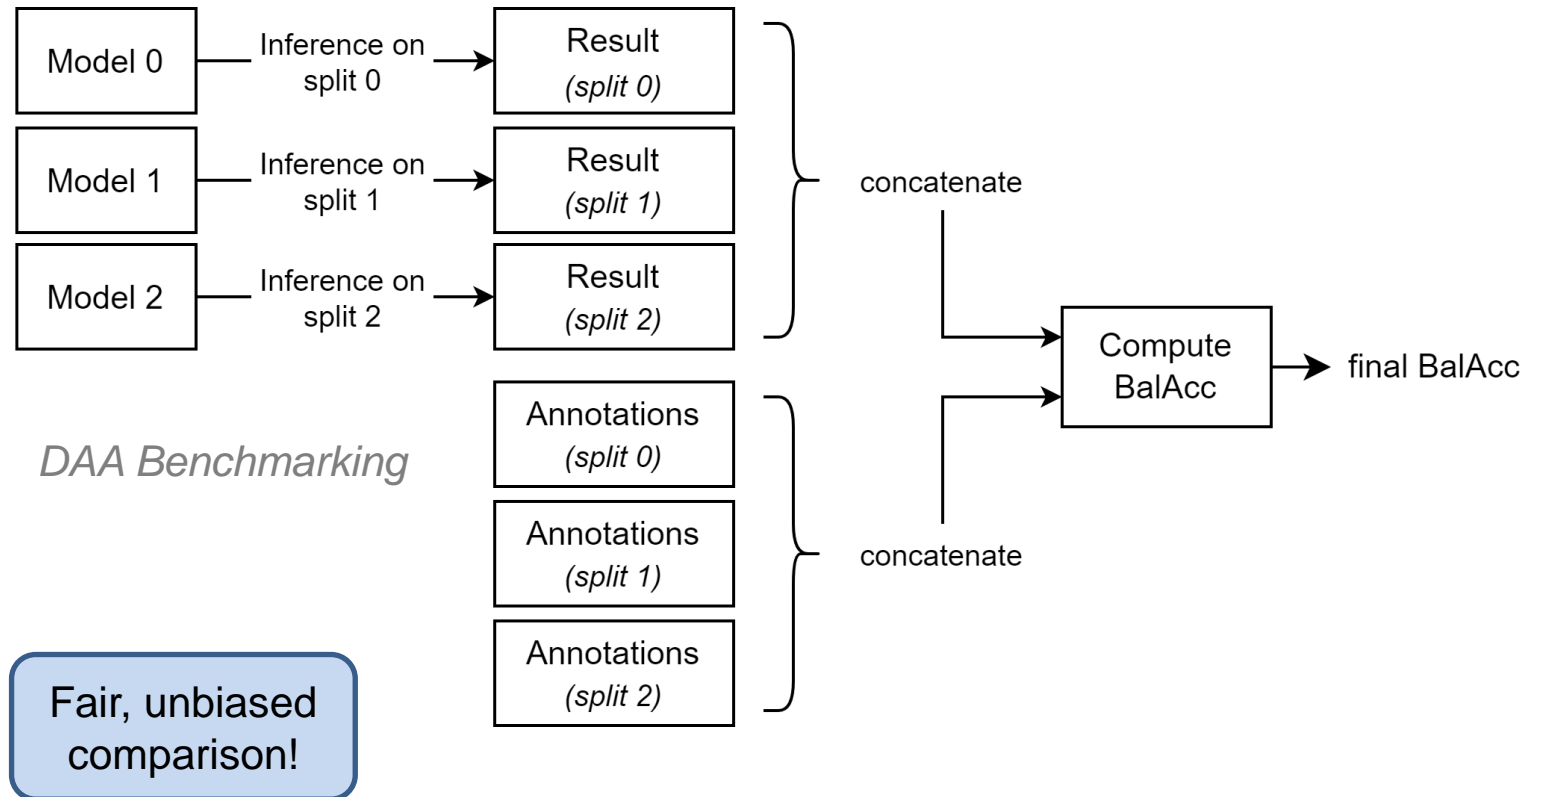 Model 0
Inference on
split 0
Result
(split 0)
Model 1
Inference on
split 1
Result
(split 1)
Model 2
Inference on
split 2
Result
(split 2)
concatenate
Compute
BalAcc
final BalAcc
DAA Benchmarking
Annotations
(split 0)
Annotations
(split 1)
Annotations
(split 2)
concatenate
Fair, unbiased
comparison!